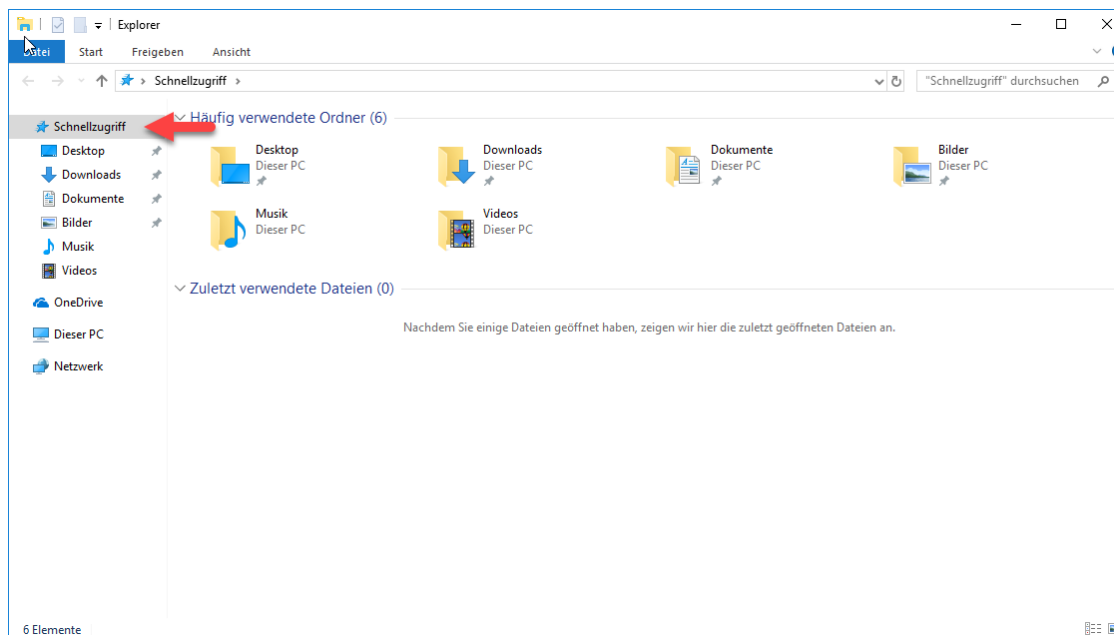 Explorer
Datei Start Freigeben Ansicht
Schnellzugriff "Schnellzugriff" durchsuchen
Schnellzugriff
Desktop
Downloads
Dokumente
Bilder
Musik
Videos
OneDrive
Dieser PC
Netzwerk
Häufig verwendete Ordner (6)
Desktop
Dieser PC
Downloads
Dieser PC
Dokumente
Dieser PC
Bilder
Dieser PC
Musik
Dieser PC
Videos
Dieser PC
Zuletzt verwendete Dateien (0)
Nachdem Sie einige Dateien geöffnet haben, zeigen wir hier die zuletzt geöffneten Dateien an.
6 Elemente